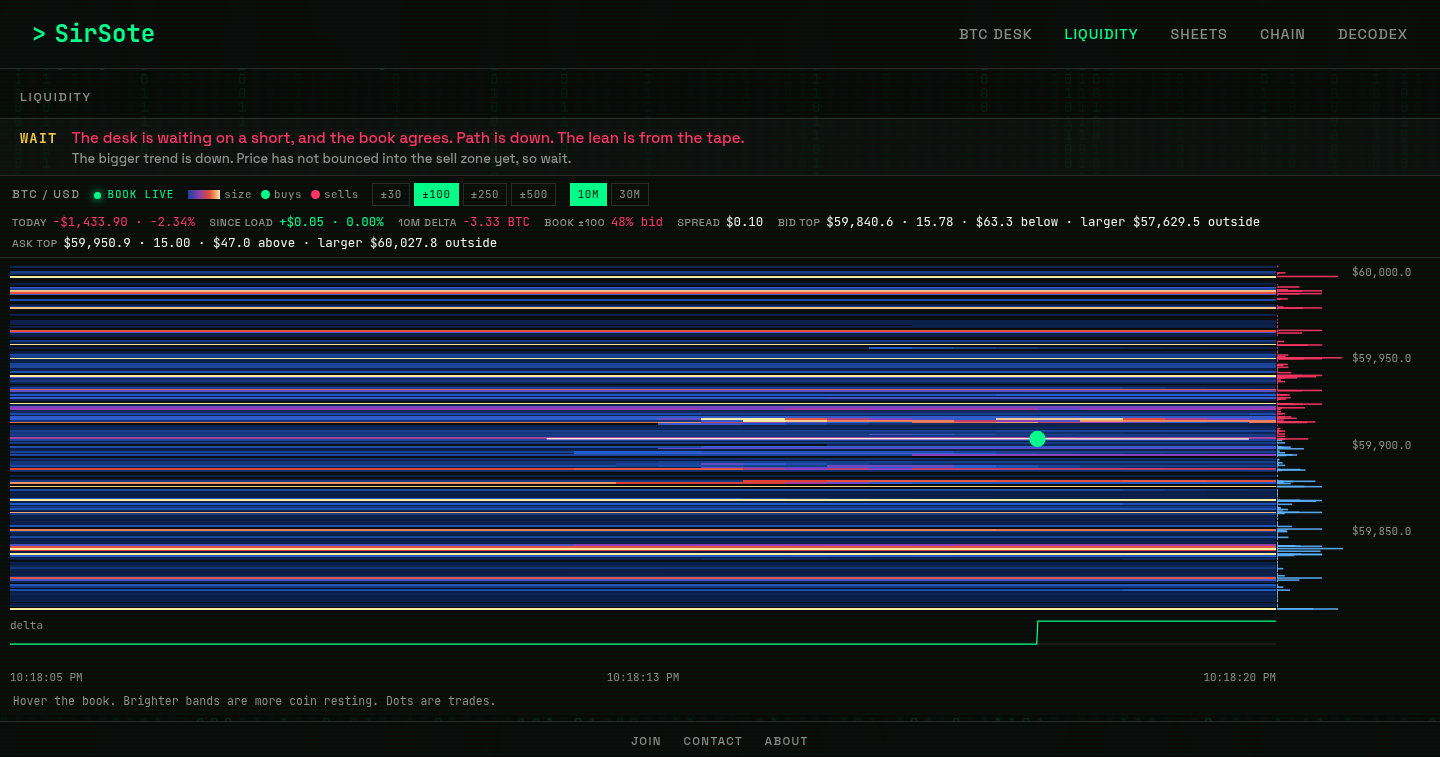 > SirSote
BTC DESK LIQUIDITY SHEETS CHAIN DECODEX
LIQUIDITY
WAIT The desk is waiting on a short, and the book agrees. Path is down. The lean is from the tape.
The bigger trend is down. Price has not bounced into the sell zone yet, so wait.
BTC / USD BOOK LIVE size buys sells ±30 ±100 ±250 ±500 10M 30M
TODAY -$1,433.90 · -2.34% SINCE LOAD +$0.05 · 0.00% 10M DELTA -3.33 BTC BOOK ±100 48% bid SPREAD $0.10 BID TOP $59,840.6 · 15.78 · $63.3 below · larger $57,629.5 outside
ASK TOP $59,950.9 · 15.00 · $47.0 above · larger $60,027.8 outside
$60,000.0
$59,950.0
$59,900.0
$59,850.0
delta
10:18:05 PM 10:18:13 PM 10:18:20 PM
Hover the book. Brighter bands are more coin resting. Dots are trades.
JOIN CONTACT ABOUT